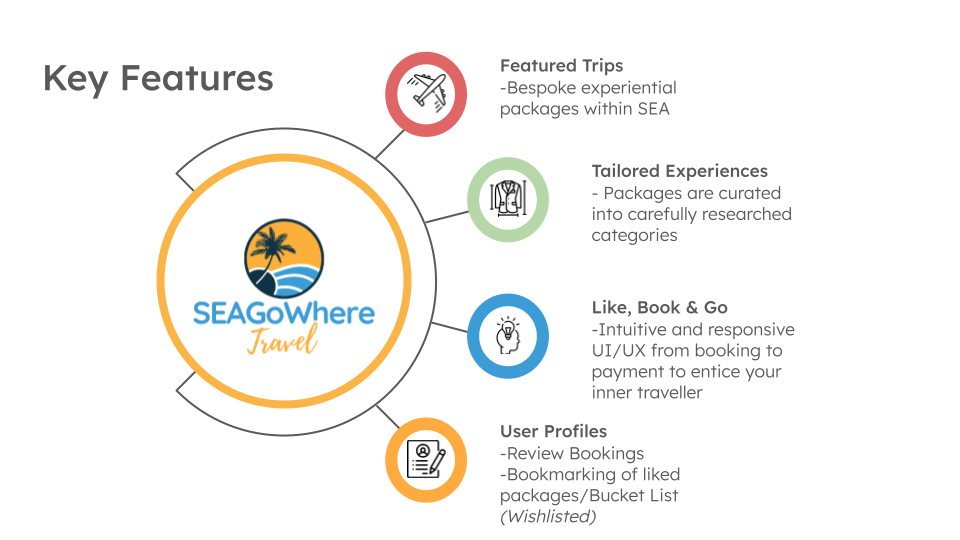 Key Features
Featured Trips
-Bespoke experiential
packages within SEA
Tailored Experiences
- Packages are curated
into carefully researched
categories
SEAGoWhere
Travel
Like, Book & Go
-Intuitive and responsive
UI/UX from booking to
payment to entice your
inner traveller
User Profiles
-Review Bookings
-Bookmarking of liked
packages/Bucket List
(Wishlisted)